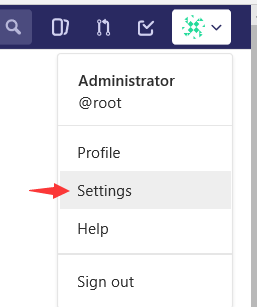 Administrator
@root
Profile
Settings
Help
Sign out